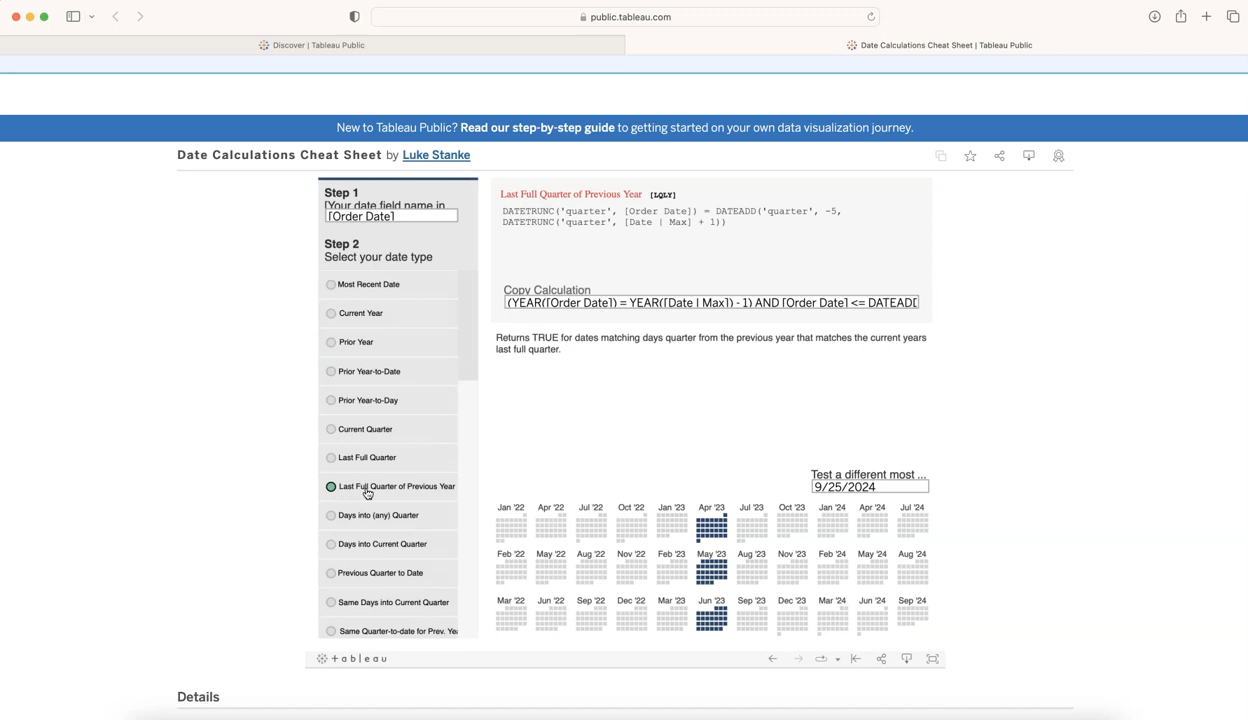 public.tableau.com
Discover | Tableau Public
Date Calculations Cheat Sheet | Tableau Public
New to Tableau Public? Read our step-by-step guide to getting started on your own data visualization journey.
Date Calculations Cheat Sheet by Luke Stanke
Step 1
[Your date field name in
[Order Date]
Step 2
Select your date type
Most Recent Date
Current Year
Prior Year
Prior Year-to-Date
Prior Year-to-Day
Current Quarter
Last Full Quarter
Last Full Quarter of Previous Year
Days into (any) Quarter
Days into Current Quarter
Previous Quarter to Date
Same Days into Current Quarter
Same Quarter-to-date for Prev. Yea
Last Full Quarter of Previous Year [LQLY]
DATETRUNC('quarter', [Order Date]) = DATEADD('quarter', -5,
DATETRUNC('quarter', [Date | Max] + 1))
Copy Calculation
(YEAR([Order Date]) = YEAR([Date | Max]) - 1) AND [Order Date] <= DATEADD
Returns TRUE for dates matching days quarter from the previous year that matches the current years
last full quarter.
Test a different most ...
9/25/2024
Jan '22 Apr '22 Jul '22 Oct '22 Jan '23 Apr '23 Jul '23 Oct '23 Jan '24 Apr '24 Jul '24
Feb '22 May '22 Aug '22 Nov '22 Feb '23 May '23 Aug '23 Nov '23 Feb '24 May '24 Aug '24
Mar '22 Jun '22 Sep '22 Dec '22 Mar '23 Jun '23 Sep '23 Dec '23 Mar '24 Jun '24 Sep '24
+ableau
Details